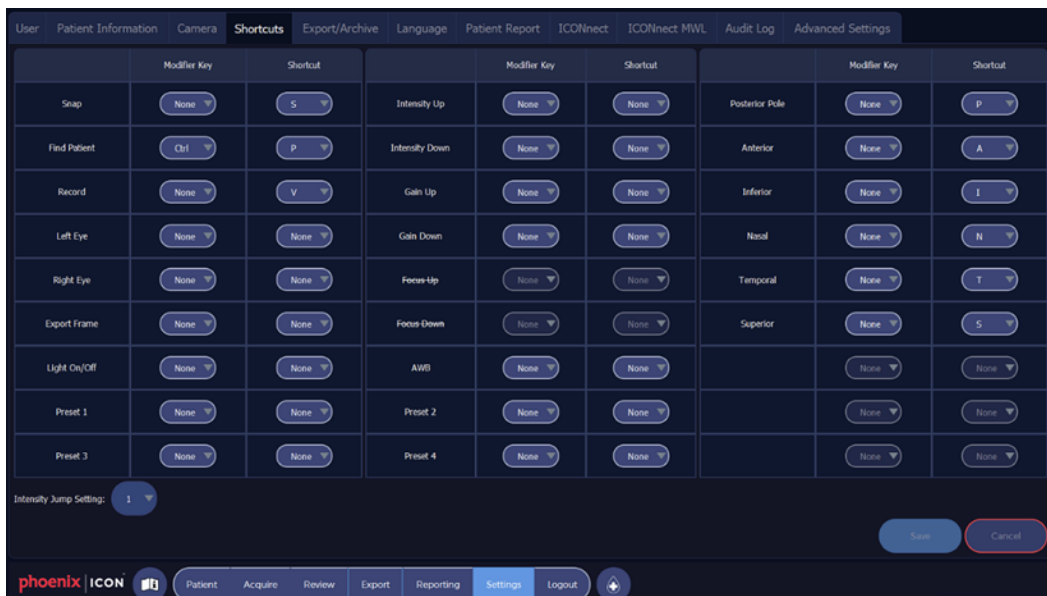 User Patient Information Camera Shortcuts Export/Archive Language Patient Report ICONnect ICONnect MWL Audit Log Advanced Settings
Modifier Key Shortcut Modifier Key Shortcut Modifier Key Shortcut
Snap None S Intensity Up None None Posterior Pole None P
Find Patient Ctrl P Intensity Down None None Anterior None A
Record None V Gain Up None None Inferior None I
Left Eye None None Gain Down None None Nasal None N
Right Eye None None Focus Up None None Temporal None T
Export Frame None None Focus Down None None Superior None S
Light On/Off None None AWB None None None None
Preset 1 None None Preset 2 None None None None
Preset 3 None None Preset 4 None None None None
Intensity Jump Setting: 1
Save Cancel
phoenix ICON Patient Acquire Review Export Reporting Settings Logout